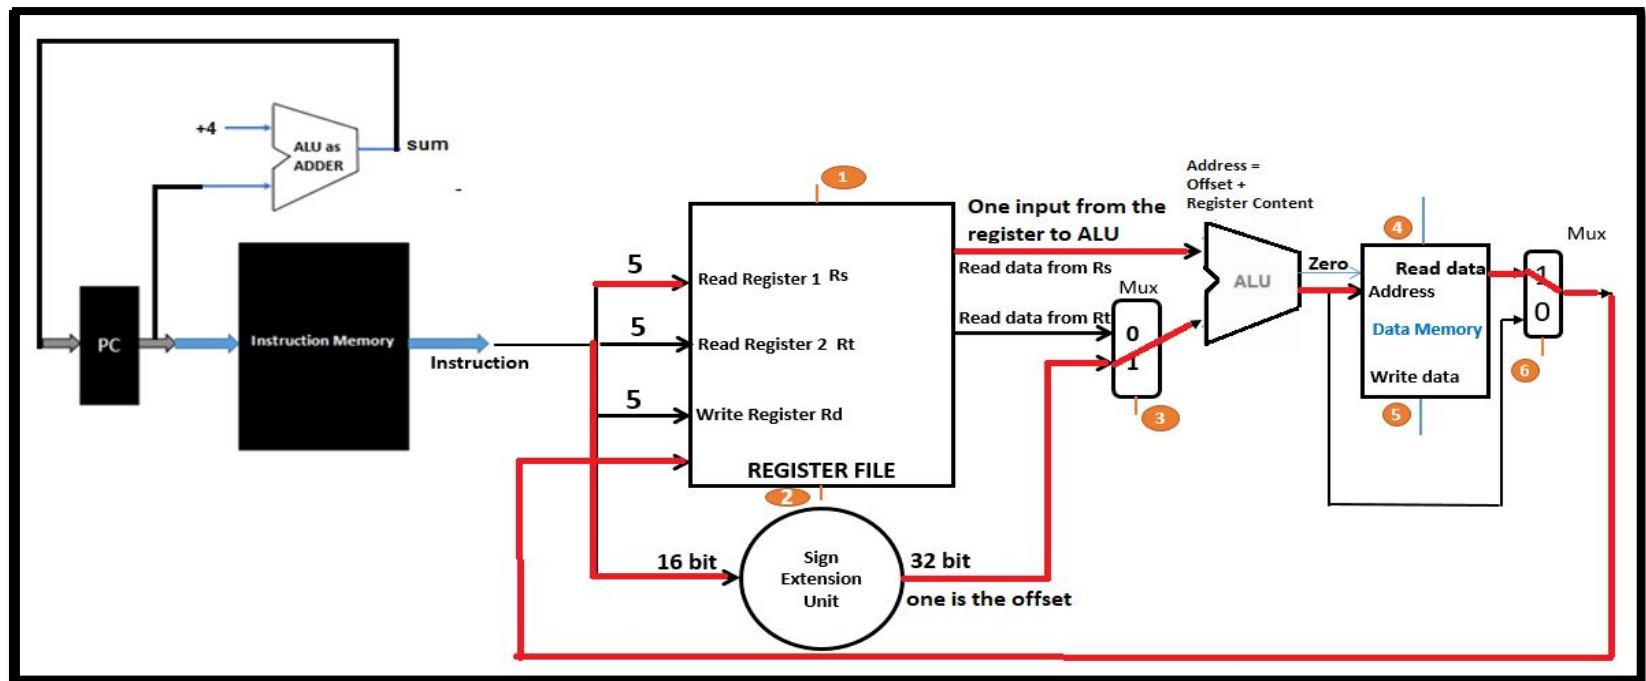 +4
ALU as
ADDER
sum
-
PC
Instruction Memory
Instruction
1
5
Read Register 1 Rs
5
Read Register 2 Rt
5
Write Register Rd
REGISTER FILE
2
16 bit
Sign
Extension
Unit
32 bit
one is the offset
One input from the
register to ALU
Read data from Rs
Read data from Rt
Mux
0
1
3
Address =
Offset +
Register Content
ALU
Zero
4
Read data
Address
Data Memory
Write data
5
Mux
1
0
6